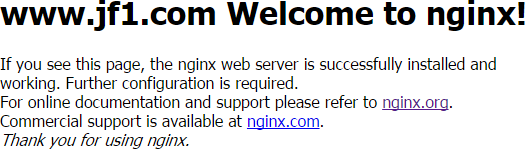 www.jf1.com Welcome to nginx!
If you see this page, the nginx web server is successfully installed and
working. Further configuration is required.
For online documentation and support please refer to nginx.org.
Commercial support is available at nginx.com.
Thank you for using nginx.